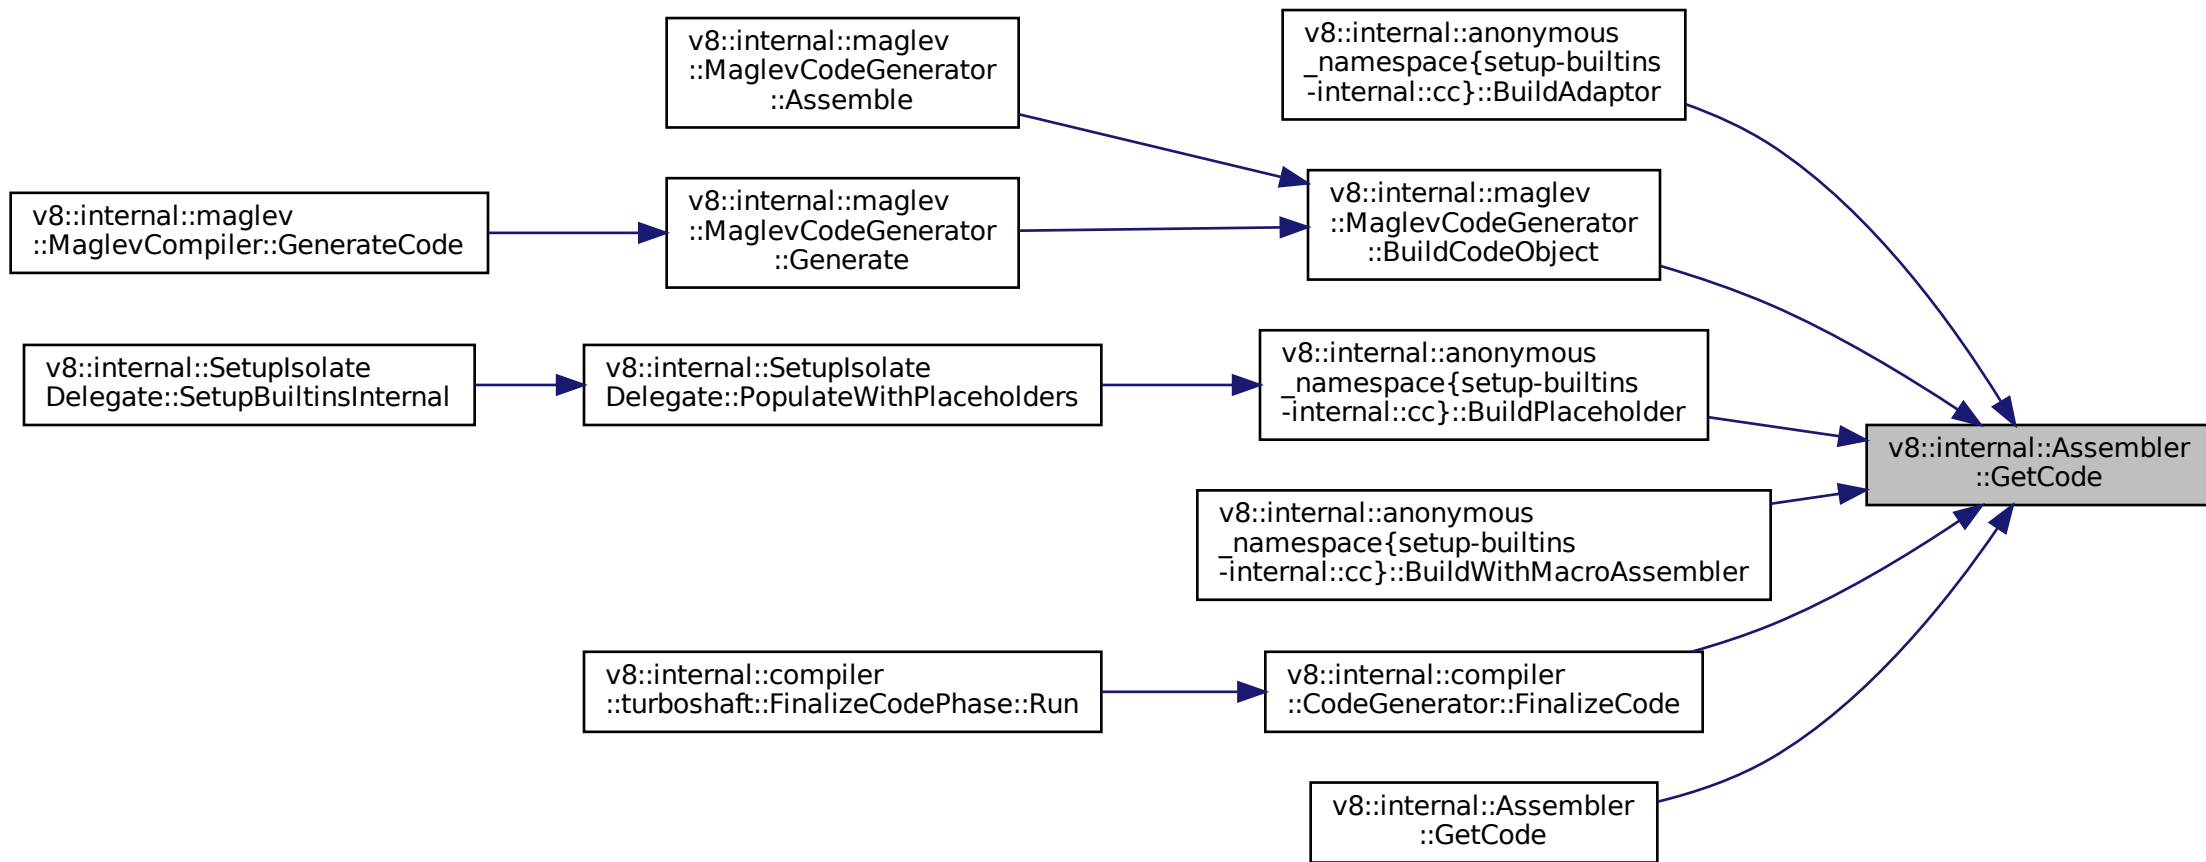 v8::internal::maglev
::MaglevCompiler::GenerateCode
v8::internal::SetupIsolate
Delegate::SetupBuiltinsInternal
v8::internal::maglev
::MaglevCodeGenerator
::Assemble
v8::internal::maglev
::MaglevCodeGenerator
::Generate
v8::internal::SetupIsolate
Delegate::PopulateWithPlaceholders
v8::internal::compiler
::turboshaft::FinalizeCodePhase::Run
v8::internal::anonymous
_namespace{setup-builtins
-internal::cc}::BuildAdaptor
v8::internal::maglev
::MaglevCodeGenerator
::BuildCodeObject
v8::internal::anonymous
_namespace{setup-builtins
-internal::cc}::BuildPlaceholder
v8::internal::anonymous
_namespace{setup-builtins
-internal::cc}::BuildWithMacroAssembler
v8::internal::compiler
::CodeGenerator::FinalizeCode
v8::internal::Assembler
::GetCode
v8::internal::Assembler
::GetCode